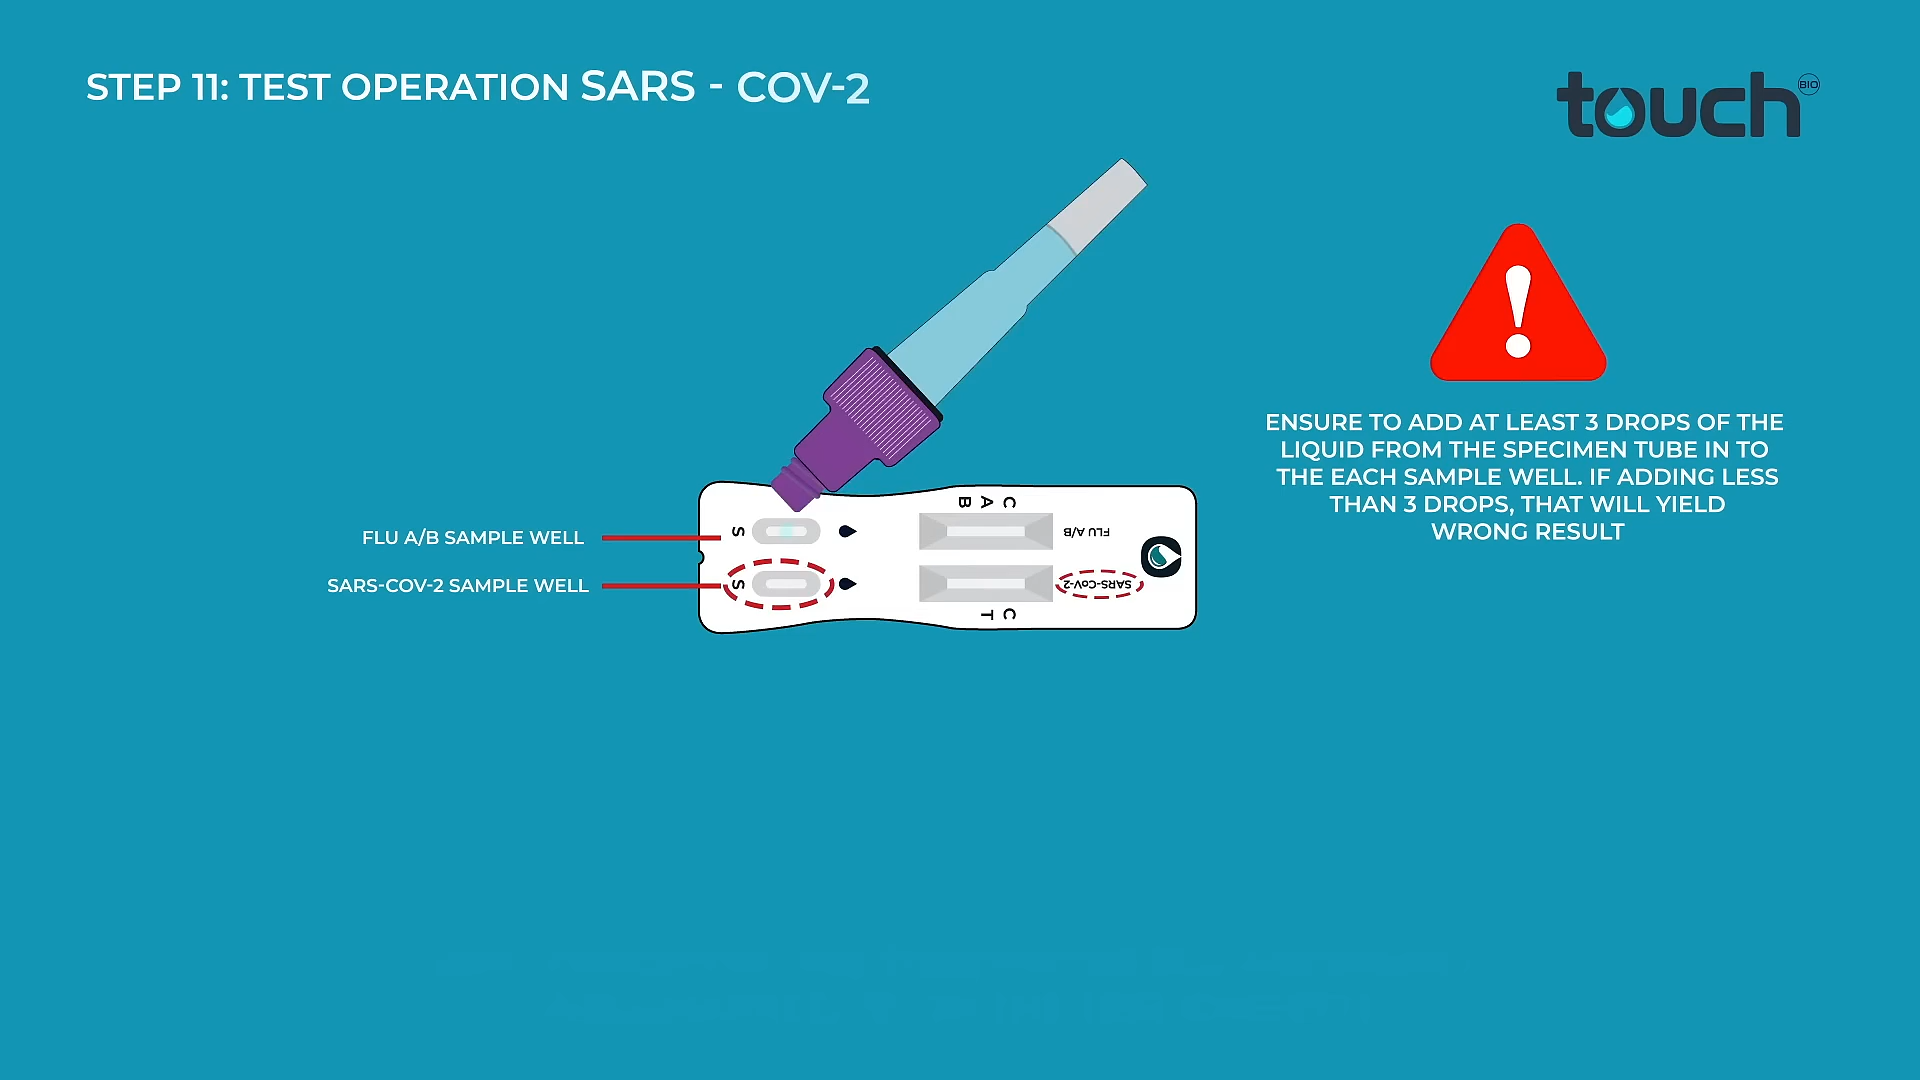 STEP 11: TEST OPERATION SARS - COV-2
touch BIO
ENSURE TO ADD AT LEAST 3 DROPS OF THE
LIQUID FROM THE SPECIMEN TUBE IN TO
THE EACH SAMPLE WELL. IF ADDING LESS
THAN 3 DROPS, THAT WILL YIELD
WRONG RESULT
FLU A/B SAMPLE WELL
SARS-COV-2 SAMPLE WELL
S
B A C
FLU A/B
S
SARS-CoV-2
T C